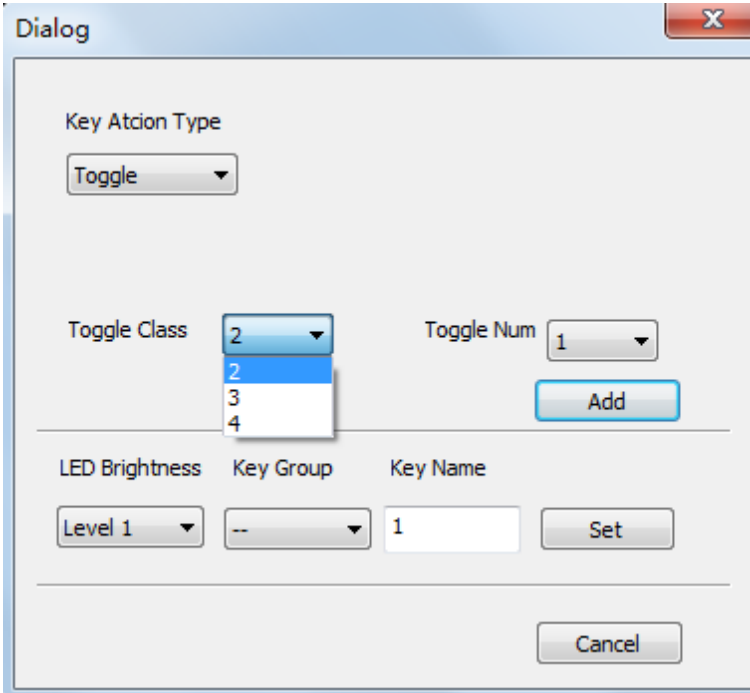 Dialog
Key Atcion Type
Toggle
Toggle Class 2 Toggle Num 1
2
3
4
Add
LED Brightness Key Group Key Name
Level 1 -- 1 Set
Cancel